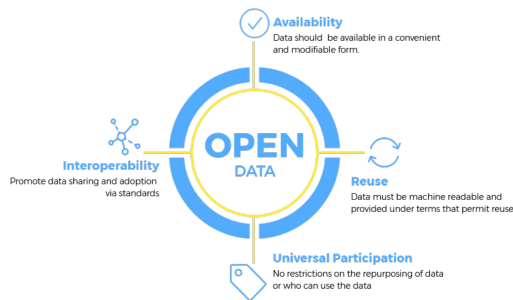 Availability
Data should be available in a convenient
and modifiable form.
OPEN
DATA
Interoperability
Promote data sharing and adoption
via standards
Reuse
Data must be machine readable and
provided under terms that permit reuse
Universal Participation
No restrictions on the repurposing of data
or who can use the data